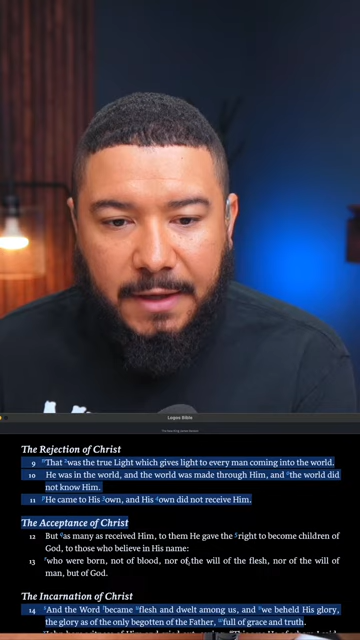 Logos Bible
The Rejection of Christ
9 That was the true Light which gives light to every man coming into the world.
10 He was in the world, and the world was made through Him, and the world did
not know Him.
11 He came to His own, and His own did not receive Him.
The Acceptance of Christ
12 But as many as received Him, to them He gave the right to become children of
God, to those who believe in His name:
13 who were born, not of blood, nor of the will of the flesh, nor of the will of
man, but of God.
The Incarnation of Christ
14 And the Word became flesh and dwelt among us, and we beheld His glory,
the glory as of the only begotten of the Father, full of grace and truth.